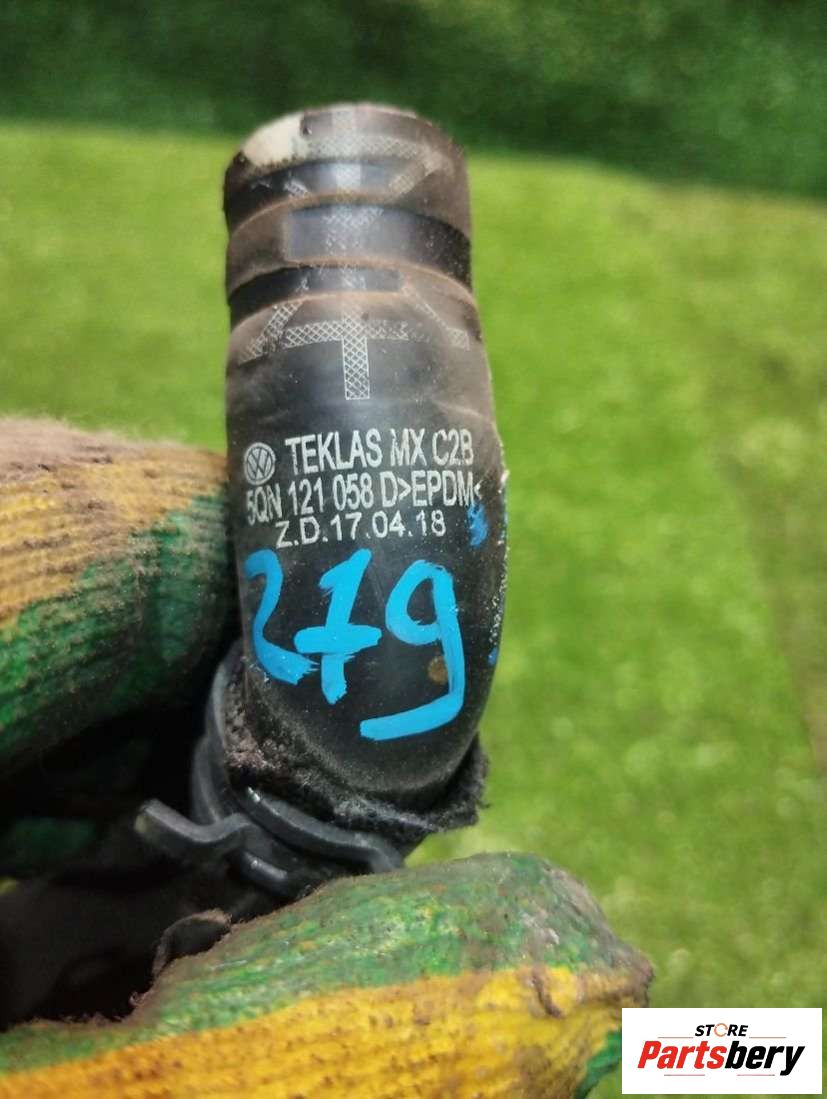 TEKLAS MX C2B
5QN 121 058 D>EPDM<
Z.D.17.04.18
279
STORE
Partsbery